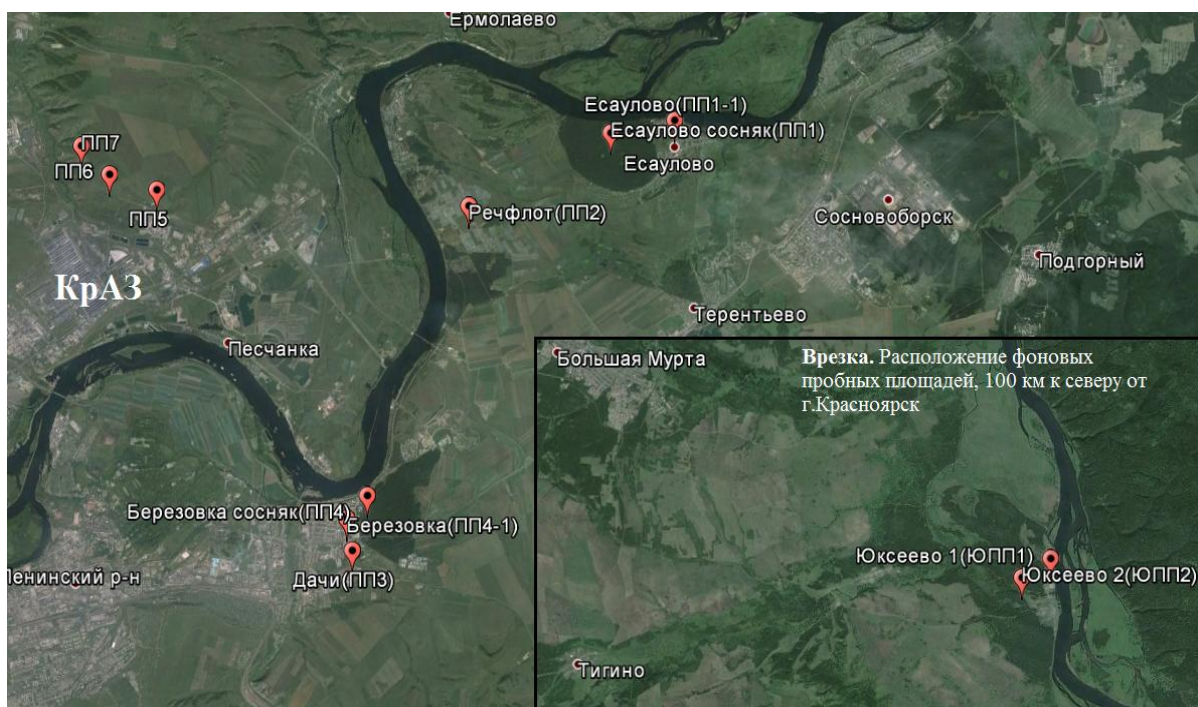 Ермолаево
Есаулово(ПП1-1)
Есаулово сосняк(ПП1)
Есаулово
ПП7
ПП6
ПП5
Речфлот(ПП2)
Сосновоборск
Подгорный
КрАЗ
Терентьево
Песчанка
Большая Мурта
Врезка. Расположение фоновых
пробных площадей, 100 км к северу от
г.Красноярск
Березовка сосняк(ПП4)
Березовка(ПП4-1)
Дачи(ПП3)
Ленинский р-н
Юксеево 1(ЮПП1)
Юксеево 2(ЮПП2)
Тигино